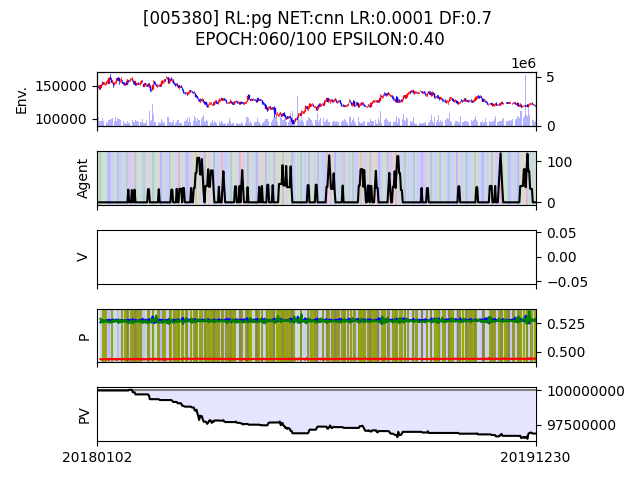 [005380] RL:pg NET:cnn LR:0.0001 DF:0.7
EPOCH:060/100 EPSILON:0.40
1e6
Env.
150000
100000
5
0
Agent
100
0
V
0.05
0.00
−0.05
P
0.525
0.500
PV
100000000
97500000
20180102
20191230